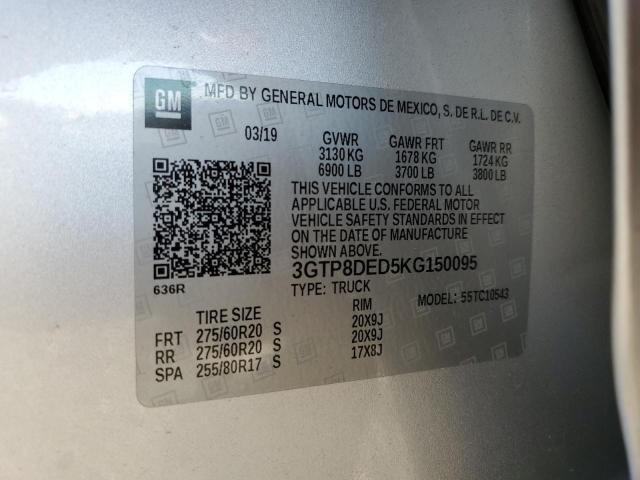 GM MFD BY GENERAL MOTORS DE MEXICO, S. DE R.L. DE C.V.
03/19 GVWR GAWR FRT GAWR RR
3130 KG 1678 KG 1724 KG
6900 LB 3700 LB 3800 LB
THIS VEHICLE CONFORMS TO ALL
APPLICABLE U.S. FEDERAL MOTOR
VEHICLE SAFETY STANDARDS IN EFFECT
ON THE DATE OF MANUFACTURE
SHOWN ABOVE.
3GTP8DED5KG150095
636R
TYPE: TRUCK MODEL: 55TC10543
TIRE SIZE RIM
FRT 275/60R20 S 20X9J
RR 275/60R20 S 20X9J
SPA 255/80R17 S 17X8J